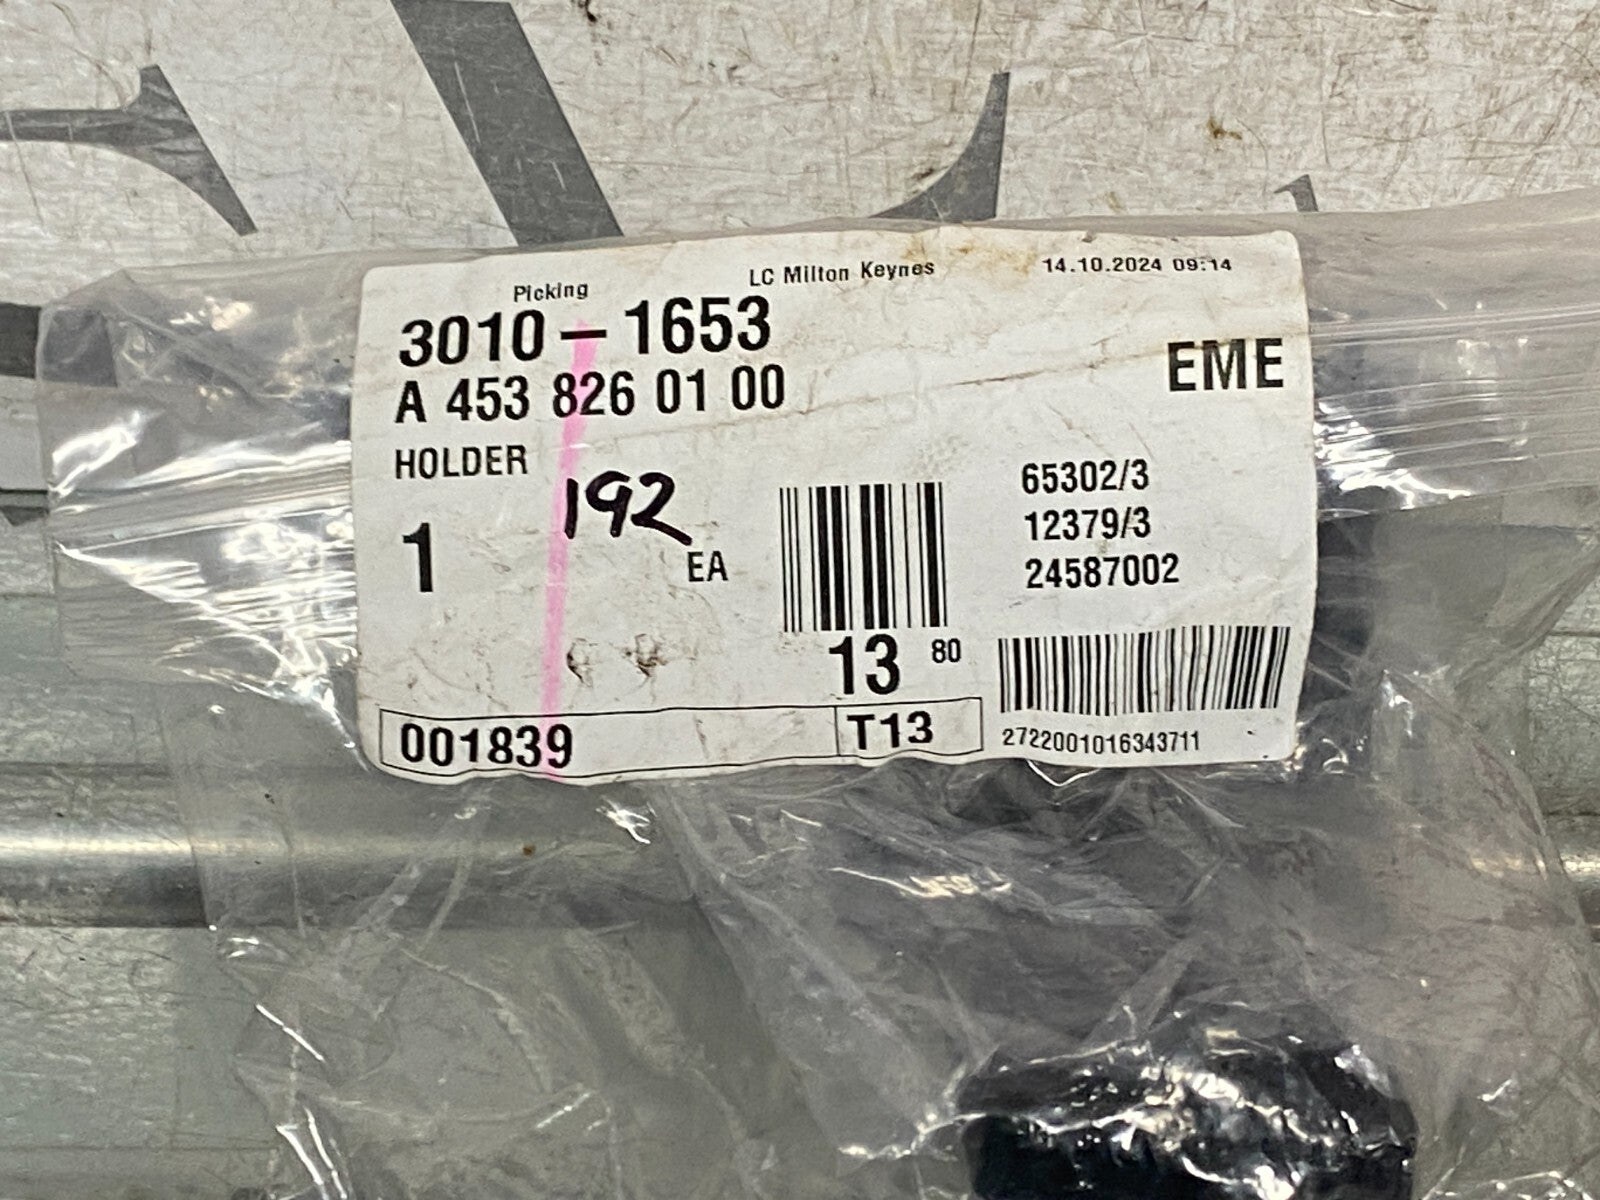 Picking LC Milton Keynes 14.10.2024 09:14
3010-1653
A 453 826 01 00 EME
HOLDER
192
1 EA
65302/3
12379/3
24587002
13 80
001839 T13
2722001016343711